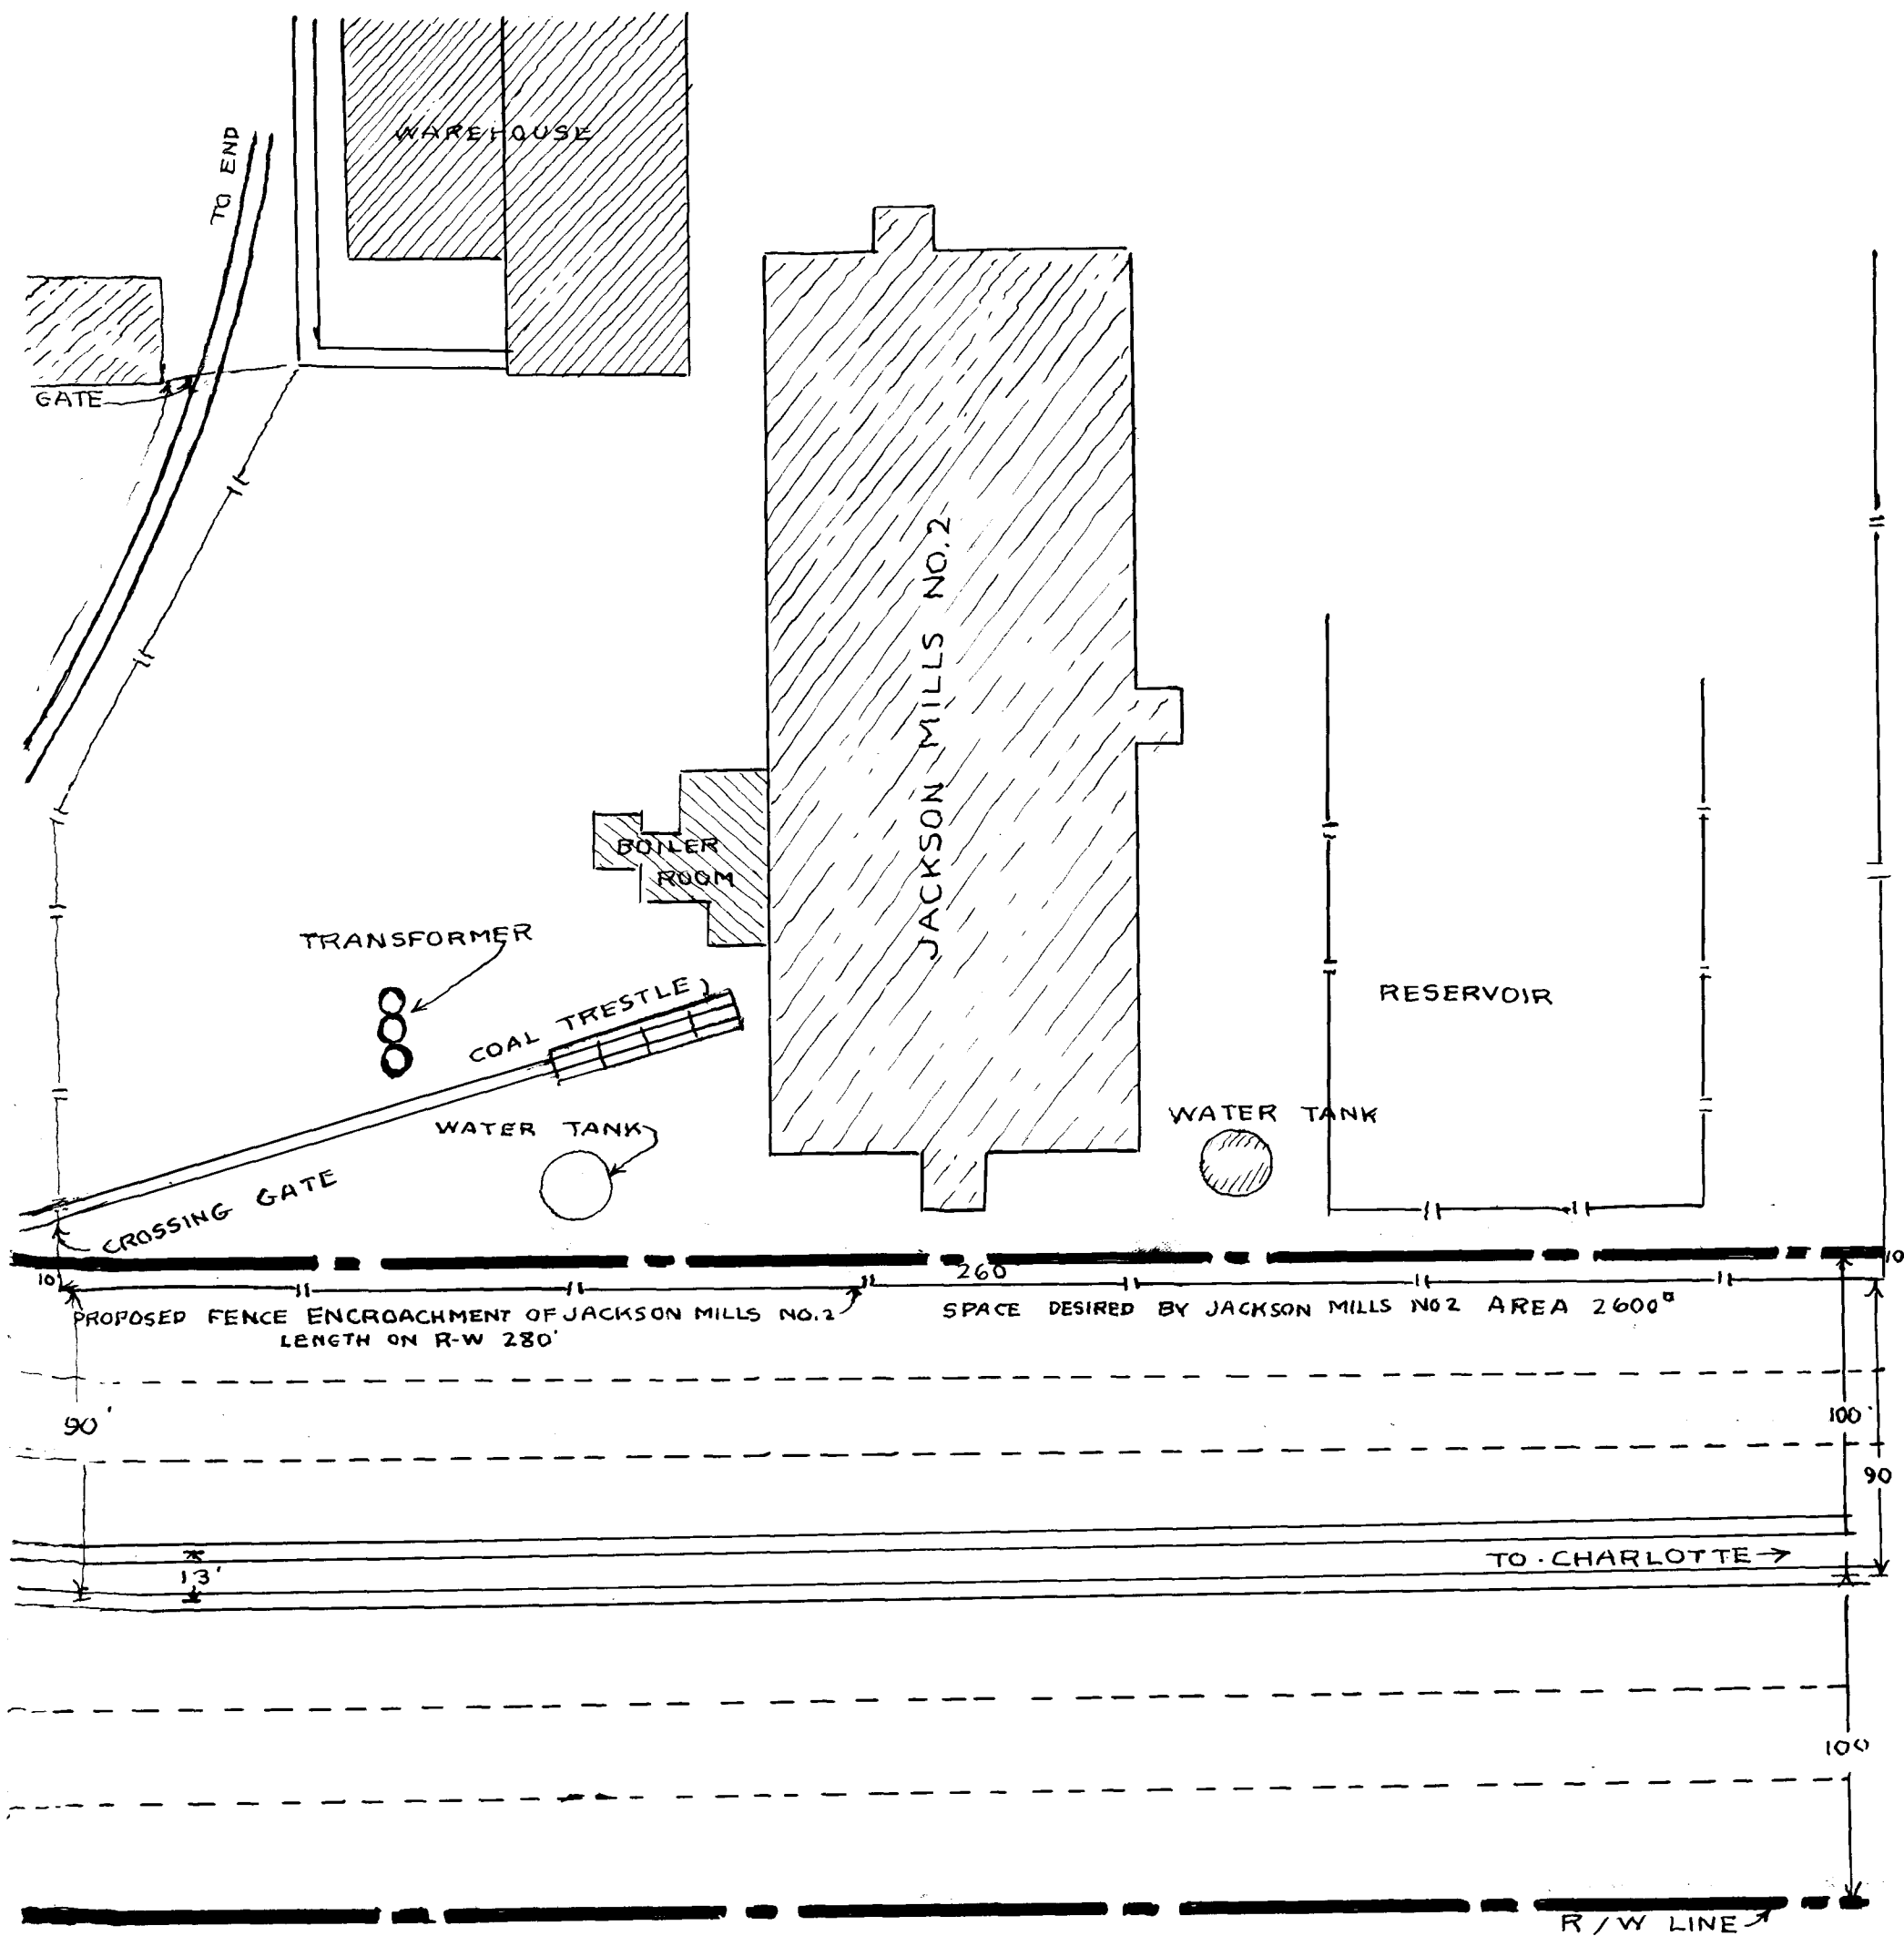 WAREHOUSE
TO END
GATE
JACKSON MILLS NO.2
BOILER
ROOM
TRANSFORMER
COAL TRESTLE
RESERVOIR
WATER TANK
WATER TANK
CROSSING GATE
10'
260
10
PROPOSED FENCE ENCROACHMENT OF JACKSON MILLS NO.2
LENGTH ON R-W 280'
SPACE DESIRED BY JACKSON MILLS NO2 AREA 2600□
90'
100'
90
13'
TO CHARLOTTE →
100
R/W LINE